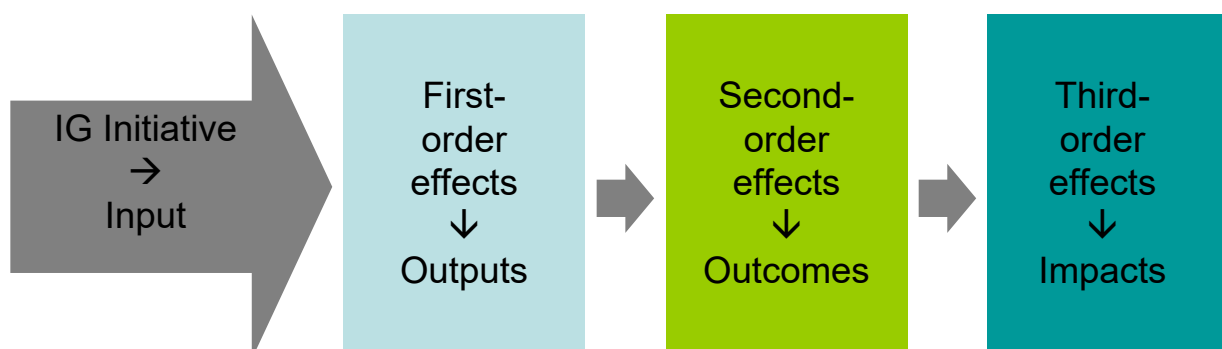 IG Initiative
→
Input
First-
order
effects
↓
Outputs
Second-
order
effects
↓
Outcomes
Third-
order
effects
↓
Impacts